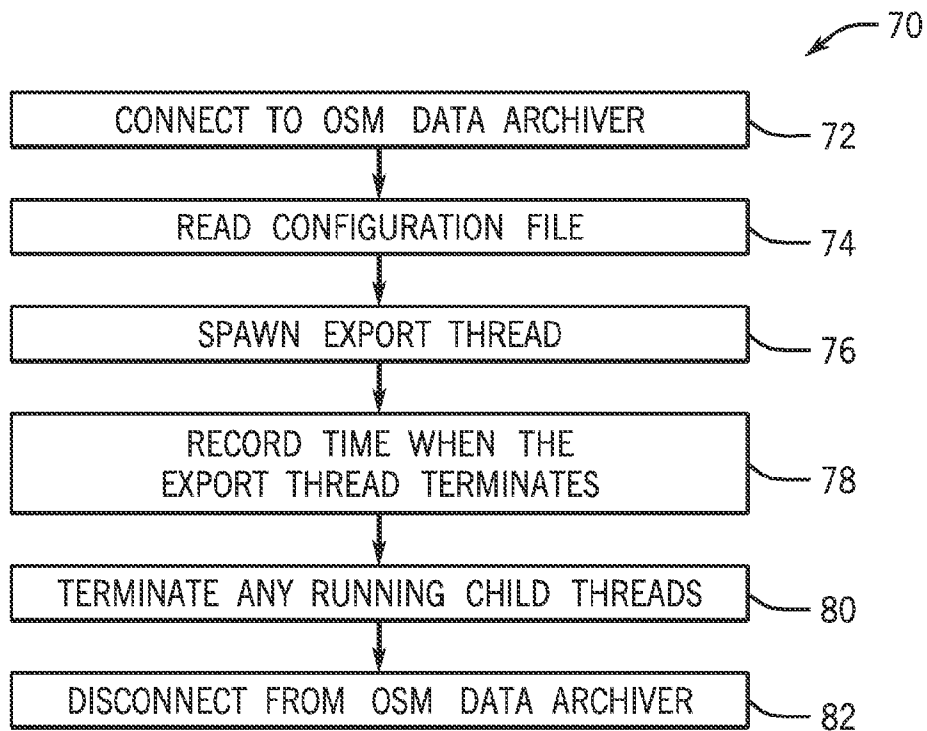 70
CONNECT TO OSM DATA ARCHIVER
72
READ CONFIGURATION FILE
74
SPAWN EXPORT THREAD
76
RECORD TIME WHEN THE
EXPORT THREAD TERMINATES
78
TERMINATE ANY RUNNING CHILD THREADS
80
DISCONNECT FROM OSM DATA ARCHIVER
82